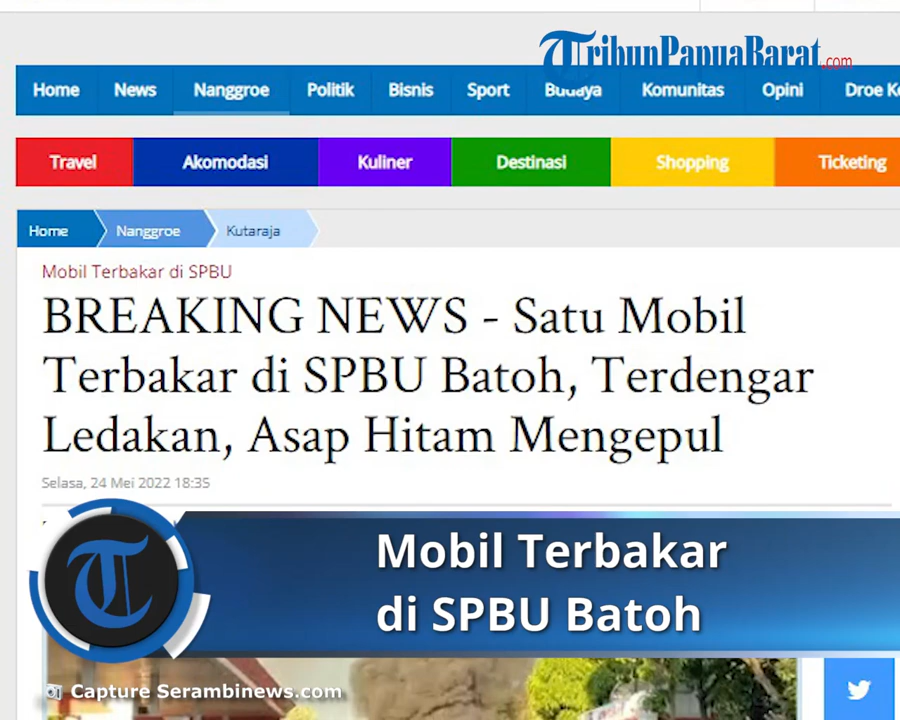 TribunPapuaBarat.com
Home News Nanggroe Politik Bisnis Sport Budaya Komunitas Opini Droe
Travel Akomodasi Kuliner Destinasi Shopping Ticketing
Home Nanggroe Kutaraja
Mobil Terbakar di SPBU
BREAKING NEWS - Satu Mobil
Terbakar di SPBU Batoh, Terdengar
Ledakan, Asap Hitam Mengepul
Selasa, 24 Mei 2022 18:35
Mobil Terbakar
di SPBU Batoh
Capture Serambinews.com